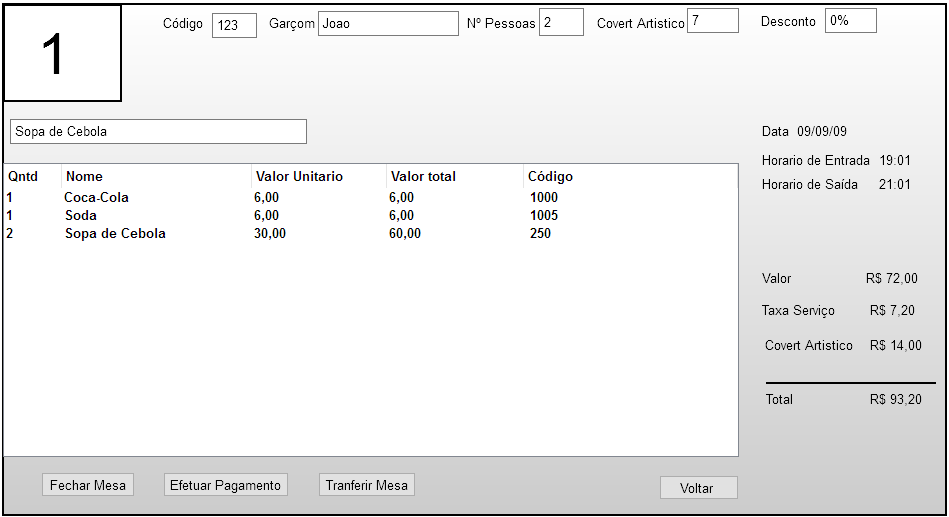 1
Código 123 Garçom Joao Nº Pessoas 2 Covert Artistico 7 Desconto 0%
Sopa de Cebola
Data 09/09/09
Horario de Entrada 19:01
Horario de Saída 21:01
Qntd Nome Valor Unitario Valor total Código
1 Coca-Cola 6,00 6,00 1000
1 Soda 6,00 6,00 1005
2 Sopa de Cebola 30,00 60,00 250
Valor R$ 72,00
Taxa Serviço R$ 7,20
Covert Artistico R$ 14,00
Total R$ 93,20
Fechar Mesa Efetuar Pagamento Tranferir Mesa Voltar